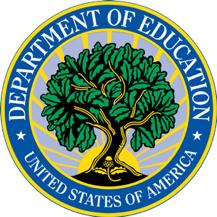 DEPARTMENT OF EDUCATION
UNITED STATES OF AMERICA